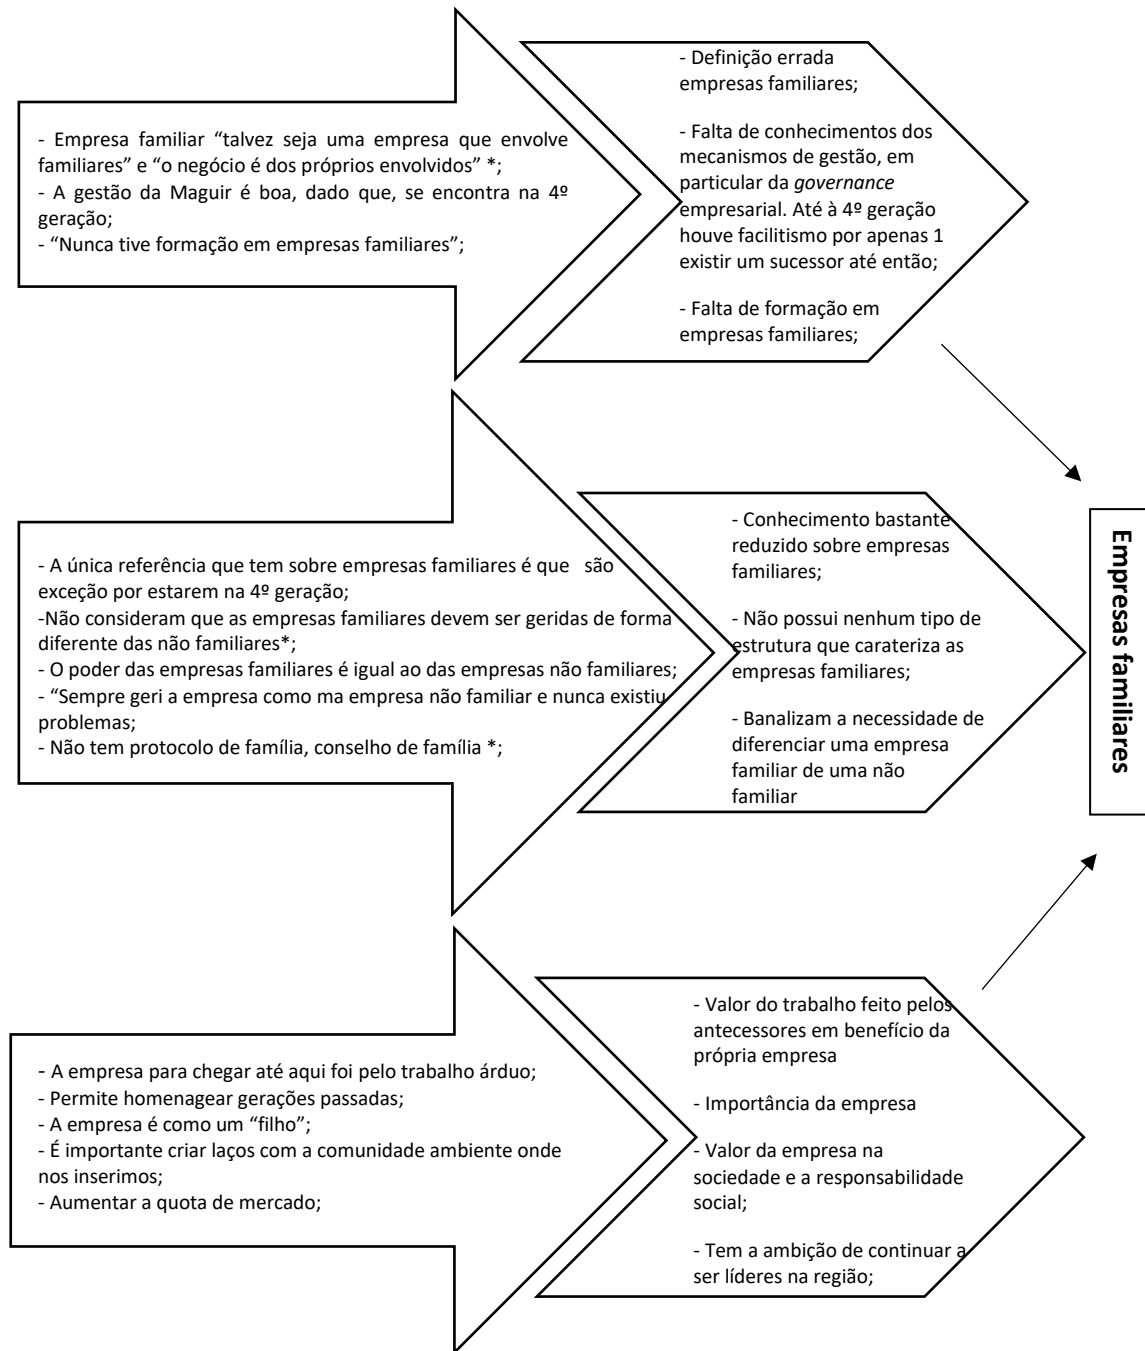 - Empresa familiar “talvez seja uma empresa que envolve
familiares” e “o negócio é dos próprios envolvidos” *;
- A gestão da Maguir é boa, dado que, se encontra na 4º
geração;
- “Nunca tive formação em empresas familiares”;
- Definição errada
empresas familiares;
- Falta de conhecimentos dos
mecanismos de gestão, em
particular da governance
empresarial. Até à 4º geração
houve facilitismo por apenas 1
existir um sucessor até então;
- Falta de formação em
empresas familiares;
- A única referência que tem sobre empresas familiares é que são
exceção por estarem na 4º geração;
-Não consideram que as empresas familiares devem ser geridas de forma
diferente das não familiares*;
- O poder das empresas familiares é igual ao das empresas não familiares;
- “Sempre geri a empresa como ma empresa não familiar e nunca existiu
problemas;
- Não tem protocolo de família, conselho de família *;
- Conhecimento bastante
reduzido sobre empresas
familiares;
- Não possui nenhum tipo de
estrutura que carateriza as
empresas familiares;
- Banalizam a necessidade de
diferenciar uma empresa
familiar de uma não
familiar
Empresas familiares
- A empresa para chegar até aqui foi pelo trabalho árduo;
- Permite homenagear gerações passadas;
- A empresa é como um “filho”;
- É importante criar laços com a comunidade ambiente onde
nos inserimos;
- Aumentar a quota de mercado;
- Valor do trabalho feito pelos
antecessores em benefício da
própria empresa
- Importância da empresa
- Valor da empresa na
sociedade e a responsabilidade
social;
- Tem a ambição de continuar a
ser líderes na região;